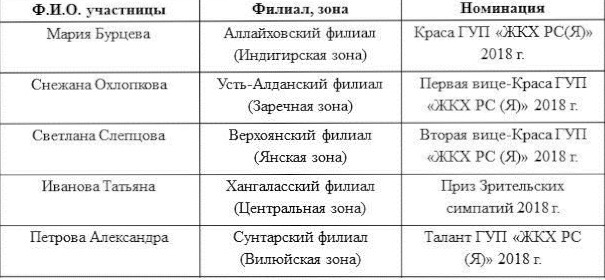 Ф.И.О. участницы Филиал, зона Номинация
Мария Бурцева Аллайховский филиал Краса ГУП «ЖКХ РС(Я)»
(Индигирская зона) 2018 г.
Снежана Охлопкова Усть-Алданский филиал Первая вице-Краса ГУП
(Заречная зона) «ЖКХ РС (Я)» 2018 г.
Светлана Слепцова Верхоянский филиал Вторая вице-Краса ГУП
(Янская зона) «ЖКХ РС (Я)» 2018 г.
Иванова Татьяна Хангаласский филиал Приз Зрительских
(Центральная зона) симпатий 2018 г.
Петрова Александра Сунтарский филиал Талант ГУП «ЖКХ РС
(Вилюйская зона) (Я)» 2018 г.